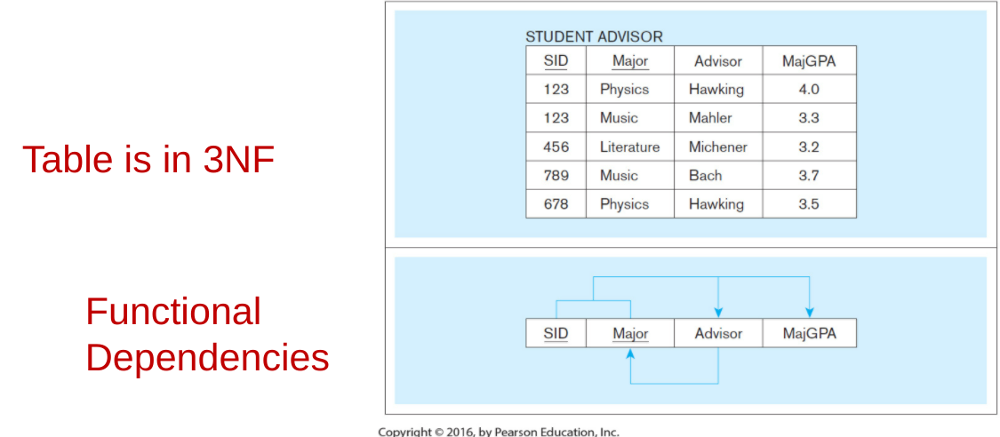 Table is in 3NF
STUDENT ADVISOR
SID Major Advisor MajGPA
123 Physics Hawking 4.0
123 Music Mahler 3.3
456 Literature Michener 3.2
789 Music Bach 3.7
678 Physics Hawking 3.5
Functional
Dependencies
SID Major Advisor MajGPA
Copyright © 2016, by Pearson Education, Inc.